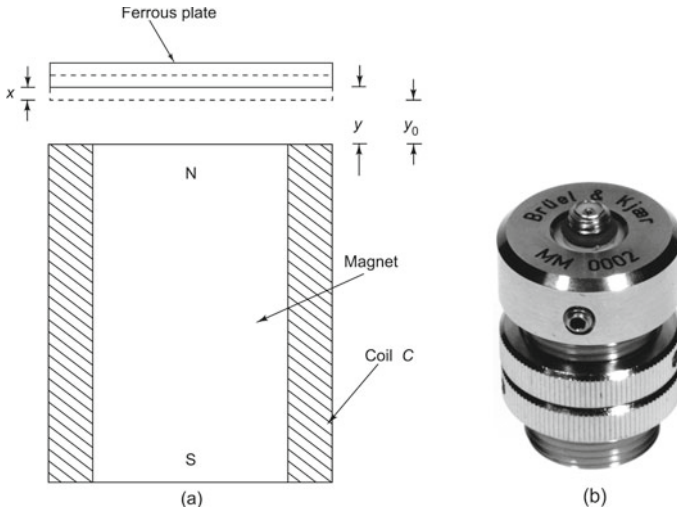 Ferrous plate
x
y
y0
N
Magnet
Coil C
S
(a)
Brüel & Kjær
MM 0002
(b)